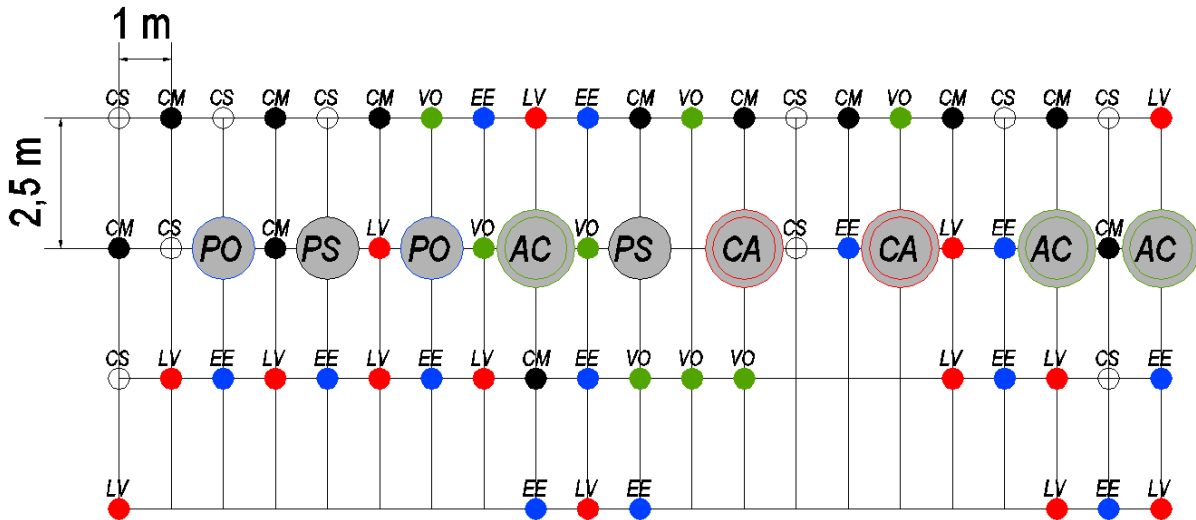 1 m
CS CM CS CM CS CM VO EE LV EE CM VO CM CS CM VO CM CS CM CS LV
2,5 m
CM CS PO CM PS LV PO VO AC VO PS CA CS EE CA LV EE AC CM AC
CS LV EE LV EE LV EE LV CM EE VO VO VO LV EE LV CS EE
LV EE LV EE LV EE LV